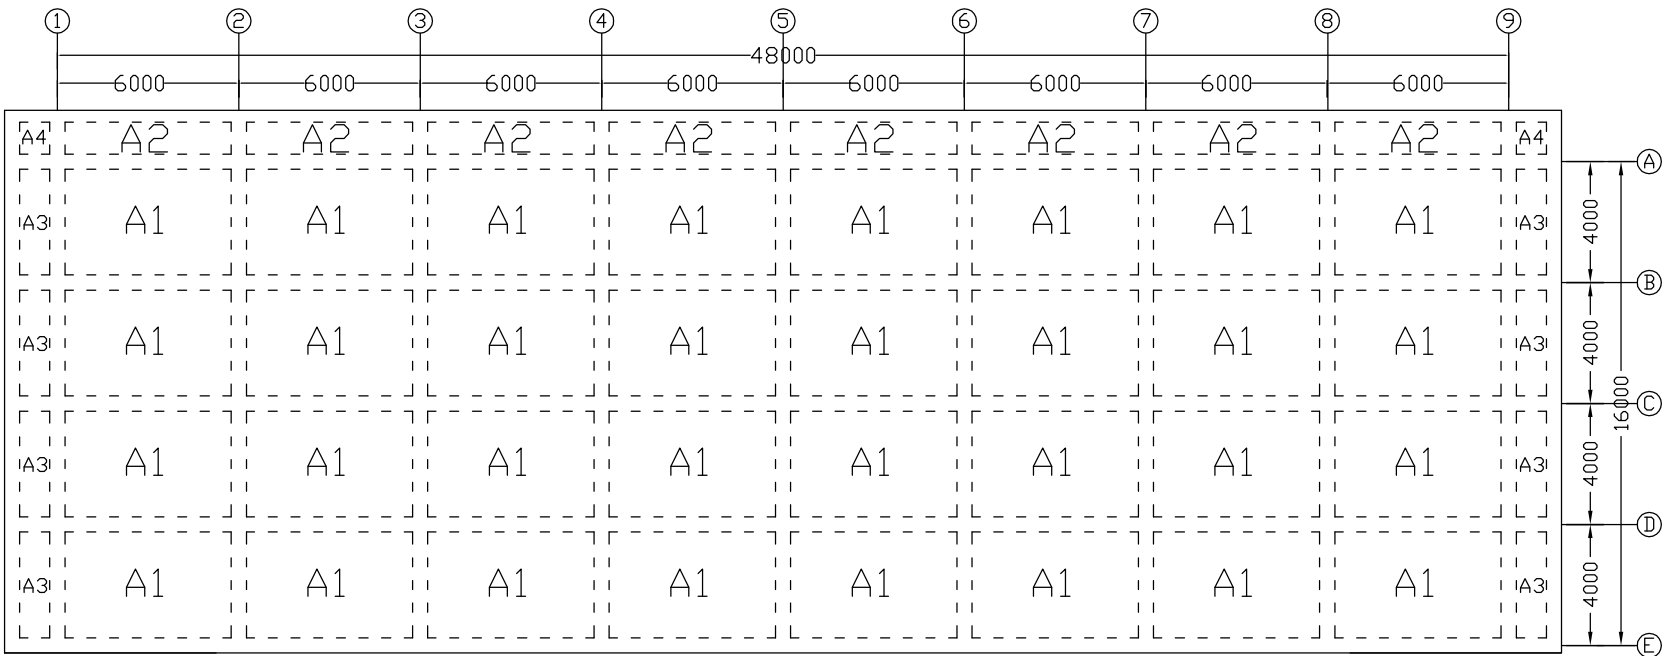 1 2 3 4 5 6 7 8 9
48000
6000 6000 6000 6000 6000 6000 6000 6000
A4 A2 A2 A2 A2 A2 A2 A2 A2 A4
A
A3 A1 A1 A1 A1 A1 A1 A1 A1 A3 4000
B
A3 A1 A1 A1 A1 A1 A1 A1 A1 A3 4000
16000
C
A3 A1 A1 A1 A1 A1 A1 A1 A1 A3 4000
D
A3 A1 A1 A1 A1 A1 A1 A1 A1 A3 4000
E